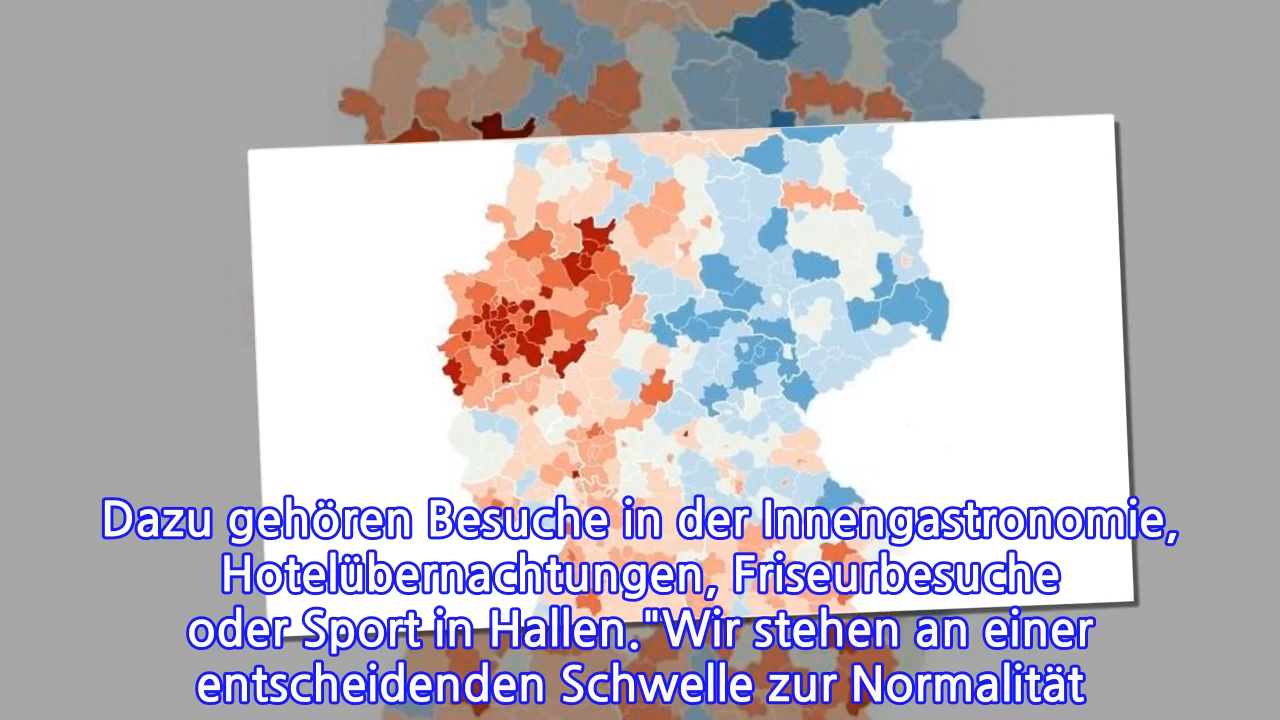 Dazu gehören Besuche in der Innengastronomie,
Hotelübernachtungen, Friseurbesuche
oder Sport in Hallen."Wir stehen an einer
entscheidenden Schwelle zur Normalität